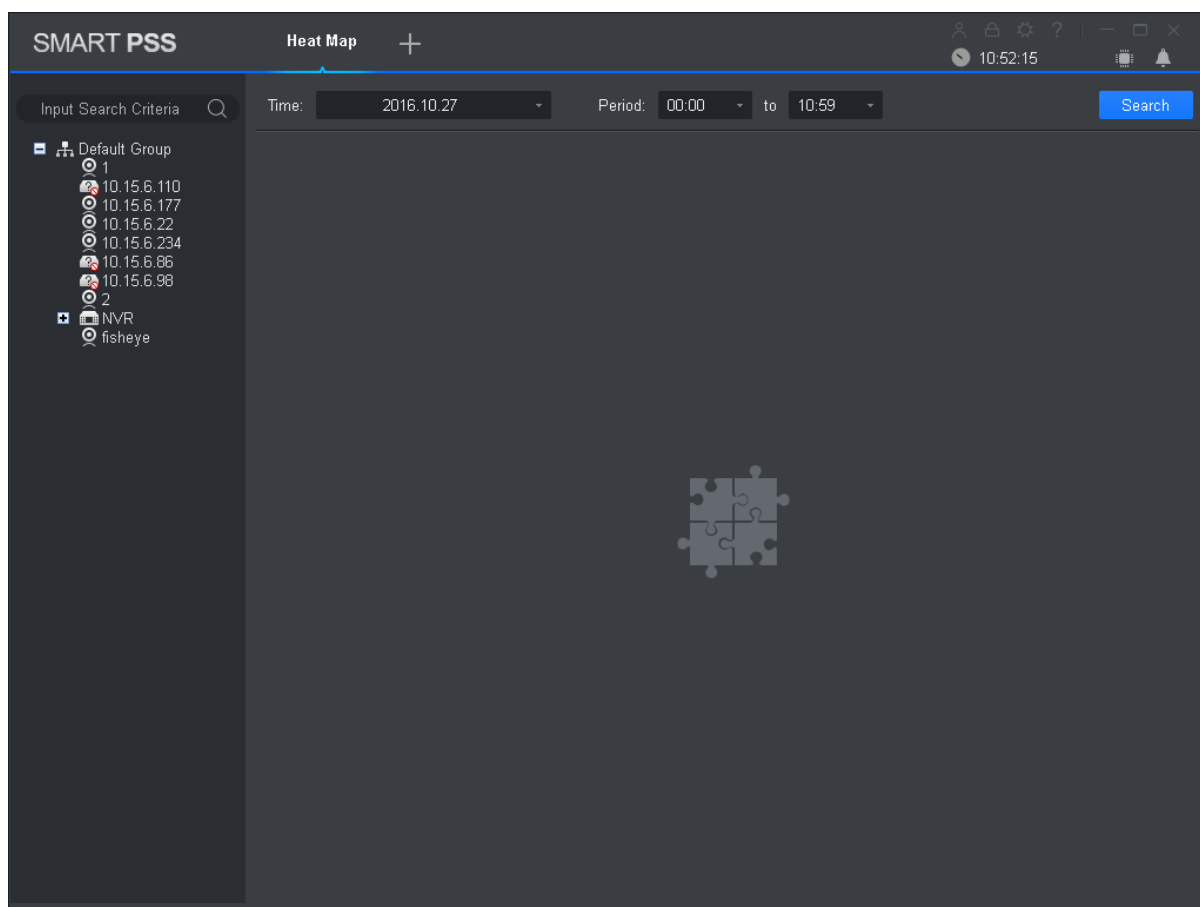 SMART PSS
Heat Map
10:52:15
Input Search Criteria
Time: 2016.10.27 Period: 00:00 to 10:59 Search
Default Group
1
10.15.6.110
10.15.6.177
10.15.6.22
10.15.6.234
10.15.6.86
10.15.6.98
2
NVR
fisheye